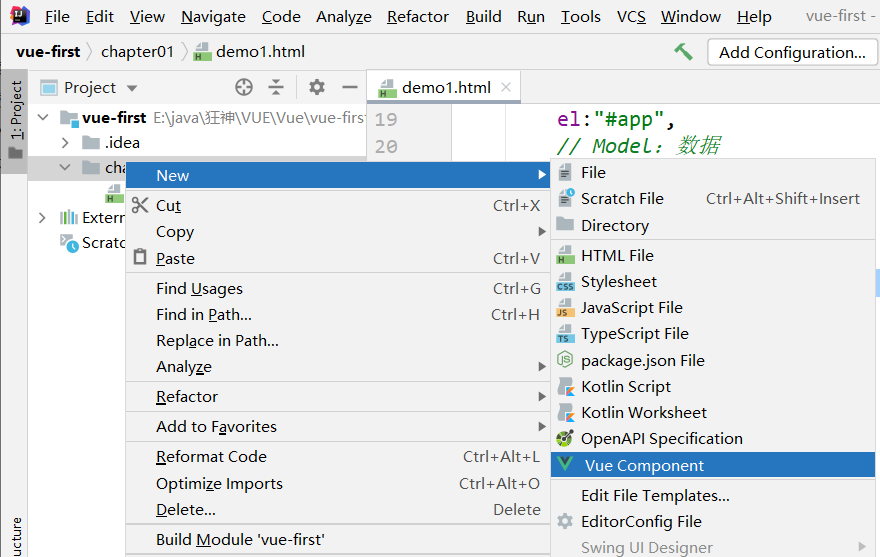 File Edit View Navigate Code Analyze Refactor Build Run Tools VCS Window Help vue-first -
vue-first chapter01 demo1.html Add Configuration...
1: Project
Project
demo1.html
vue-first E:\java\狂神\VUE\Vue\vue-firs
.idea
cha
Extern
Scratc
19 el:"#app",
20 // Model: 数据
New
Cut Ctrl+X
Copy
Paste Ctrl+V
Find Usages Ctrl+G
Find in Path... Ctrl+H
Replace in Path...
Analyze
Refactor
Add to Favorites
Reformat Code Ctrl+Alt+L
Optimize Imports Ctrl+Alt+O
Delete... Delete
Build Module 'vue-first'
File
Scratch File Ctrl+Alt+Shift+Insert
Directory
HTML File
Stylesheet
JavaScript File
TypeScript File
package.json File
Kotlin Script
Kotlin Worksheet
OpenAPI Specification
Vue Component
Edit File Templates...
EditorConfig File
Swing UI Designer
ucture